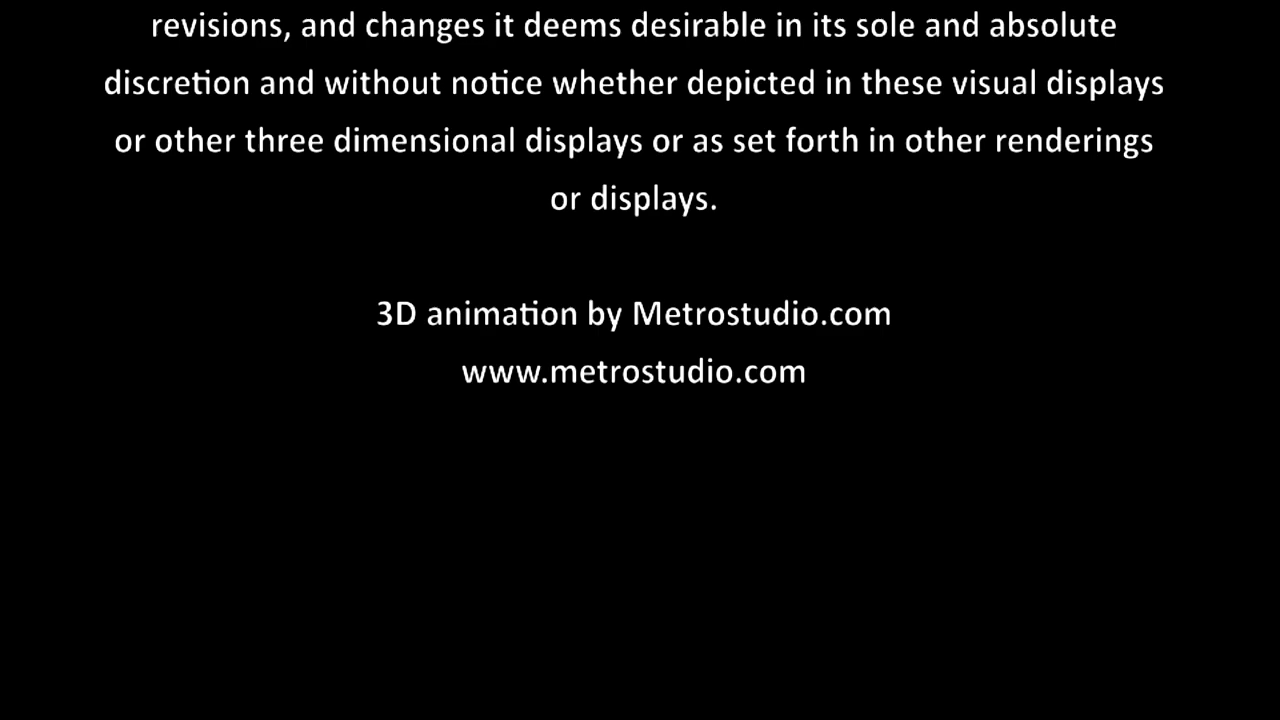 revisions, and changes it deems desirable in its sole and absolute
discretion and without notice whether depicted in these visual displays
or other three dimensional displays or as set forth in other renderings
or displays.
3D animation by Metrostudio.com
www.metrostudio.com